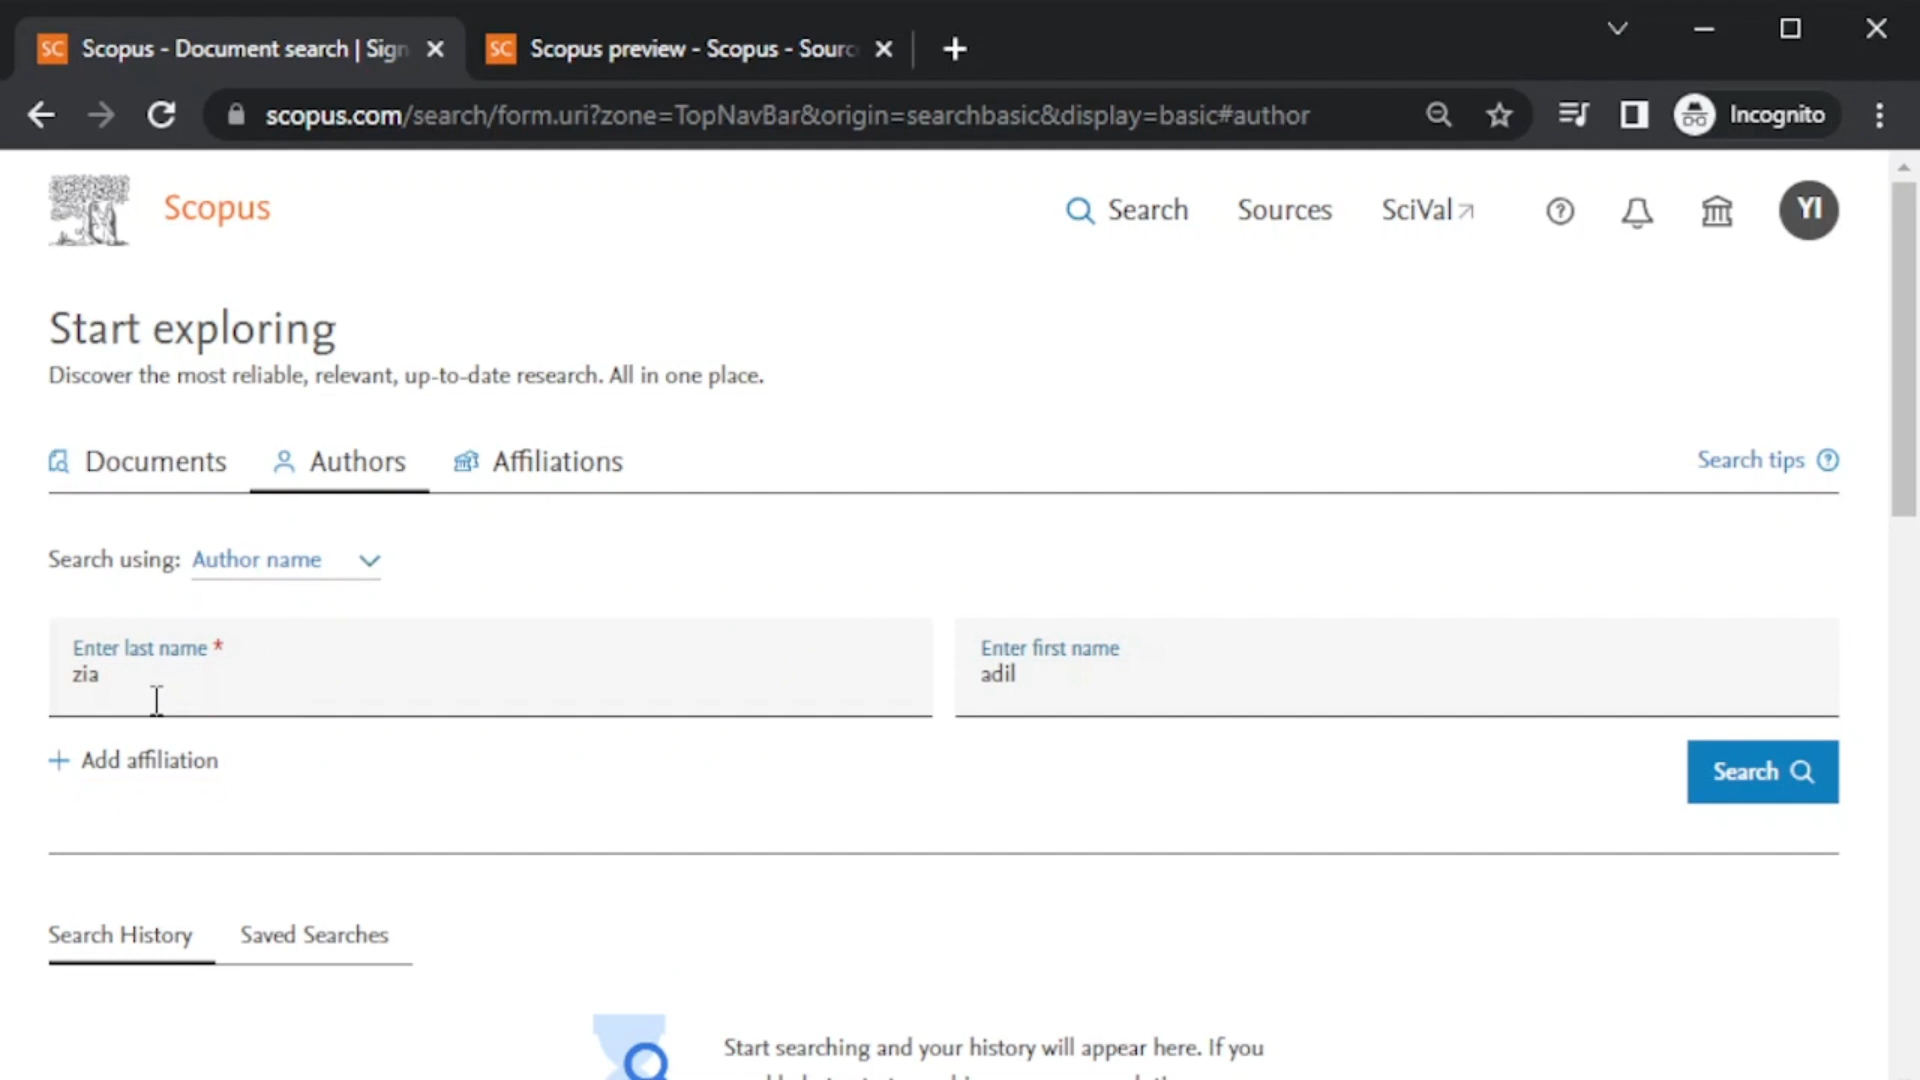 SC Scopus - Document search | Sign
SC Scopus preview - Scopus - Sourc
scopus.com/search/form.uri?zone=TopNavBar&origin=searchbasic&display=basic#author
Incognito
Scopus
Search Sources SciVal
YI
Start exploring
Discover the most reliable, relevant, up-to-date research. All in one place.
Documents Authors Affiliations
Search tips
Search using: Author name
Enter last name *
zia
Enter first name
adil
+ Add affiliation
Search
Search History Saved Searches
Start searching and your history will appear here. If you